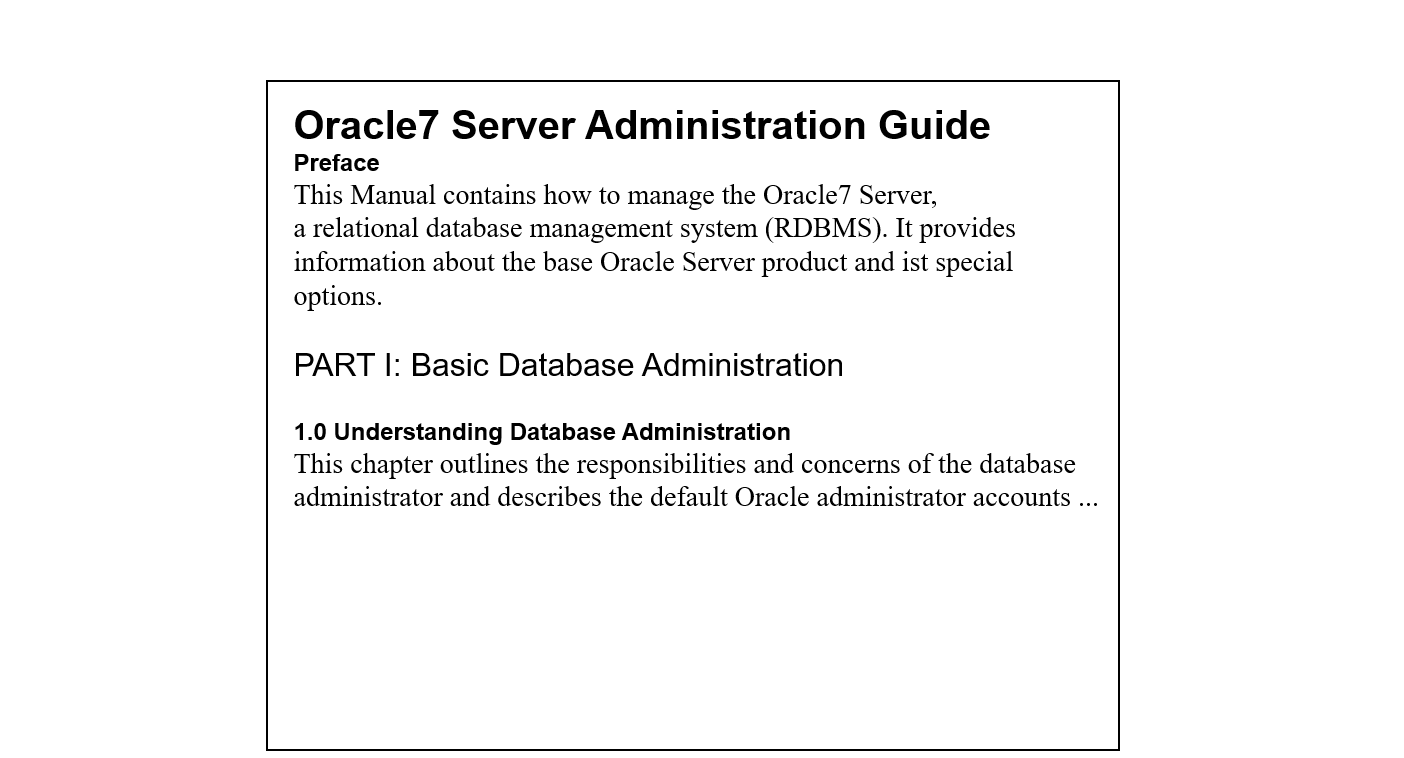 Oracle7 Server Administration Guide
Preface
This Manual contains how to manage the Oracle7 Server,
a relational database management system (RDBMS). It provides
information about the base Oracle Server product and ist special
options.
PART I: Basic Database Administration
1.0 Understanding Database Administration
This chapter outlines the responsibilities and concerns of the database
administrator and describes the default Oracle administrator accounts ...